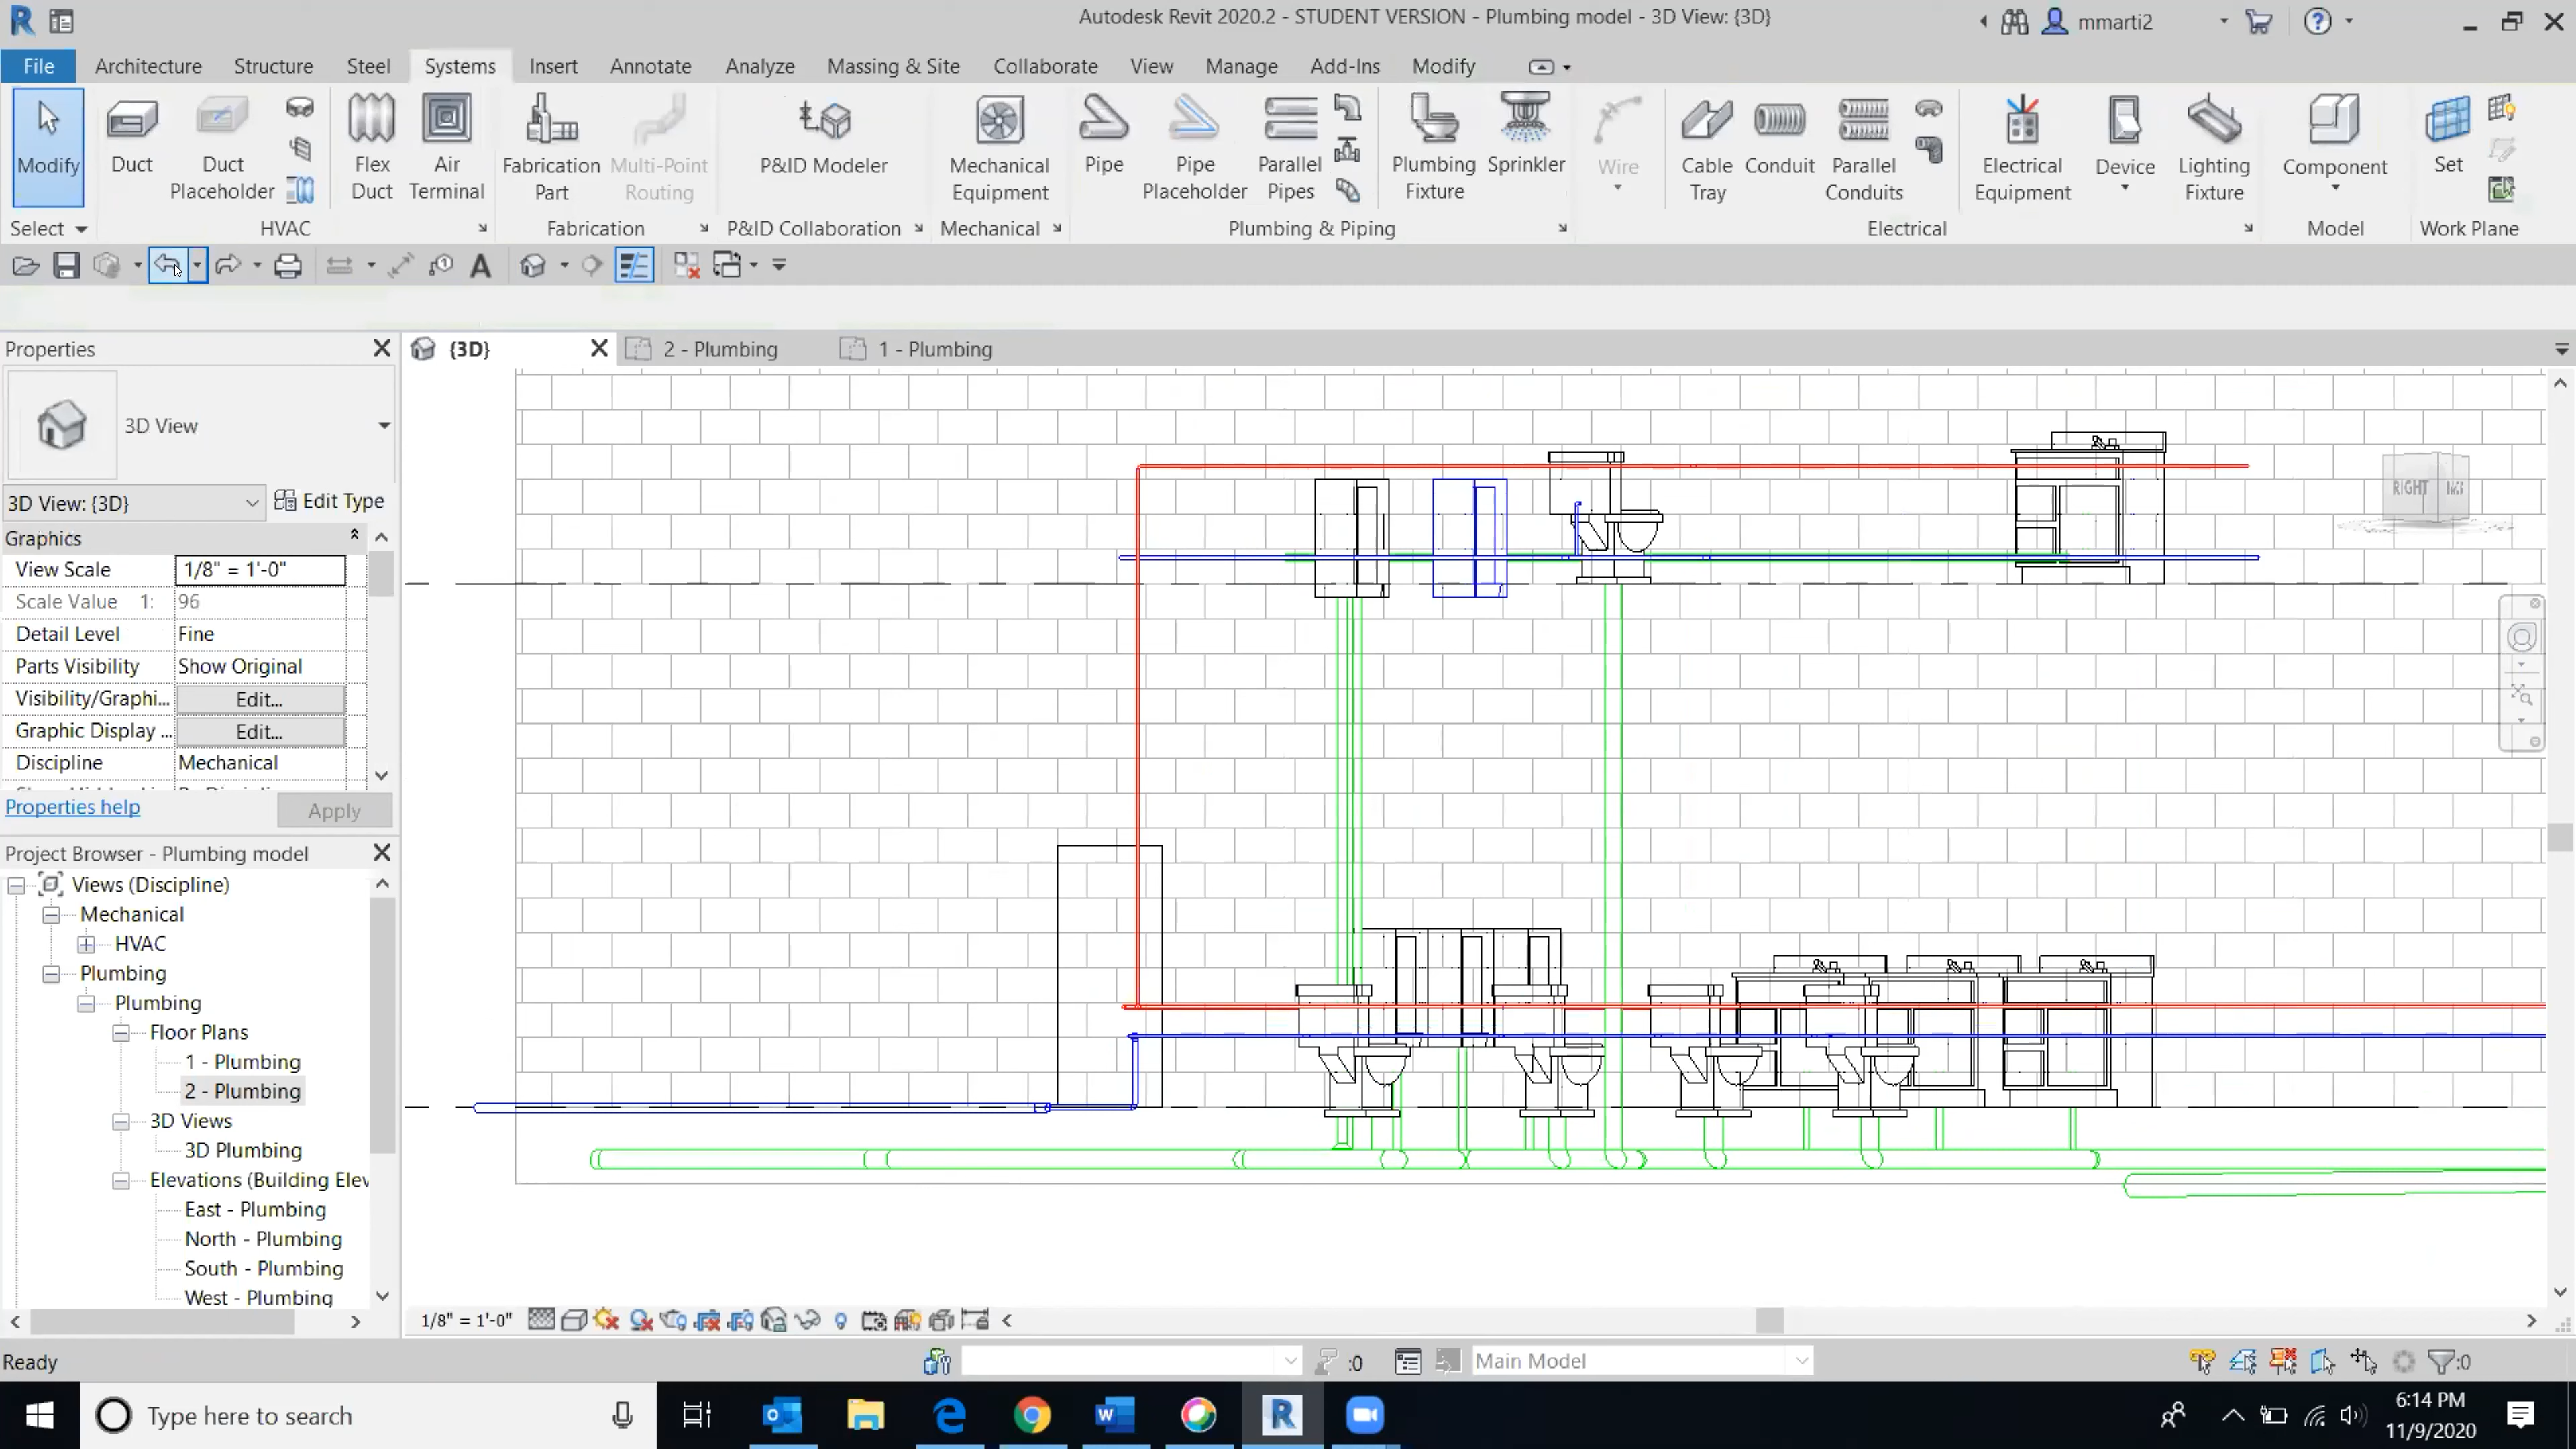 Autodesk Revit 2020.2 - STUDENT VERSION - Plumbing model - 3D View: {3D}
mmarti2
File Architecture Structure Steel Systems Insert Annotate Analyze Massing & Site Collaborate View Manage Add-Ins Modify
Modify
Duct
Duct Placeholder
Flex Duct
Air Terminal
Fabrication Part
Multi-Point Routing
P&ID Modeler
Mechanical Equipment
Pipe
Pipe Placeholder
Parallel Pipes
Plumbing Fixture
Sprinkler
Wire
Cable Tray
Conduit
Parallel Conduits
Electrical Equipment
Device
Lighting Fixture
Component
Set
Select HVAC Fabrication P&ID Collaboration Mechanical Plumbing & Piping Electrical Model Work Plane
Properties
{3D} 2 - Plumbing 1 - Plumbing
3D View
3D View: {3D} Edit Type
Graphics
View Scale 1/8" = 1'-0"
Scale Value 1: 96
Detail Level Fine
Parts Visibility Show Original
Visibility/Graphi... Edit...
Graphic Display ... Edit...
Discipline Mechanical
Properties help Apply
RIGHT
Project Browser - Plumbing model
Views (Discipline)
Mechanical
HVAC
Plumbing
Plumbing
Floor Plans
1 - Plumbing
2 - Plumbing
3D Views
3D Plumbing
Elevations (Building Elev
East - Plumbing
North - Plumbing
South - Plumbing
West - Plumbing
1/8" = 1'-0"
Ready :0 Main Model :0
Type here to search
6:14 PM
11/9/2020